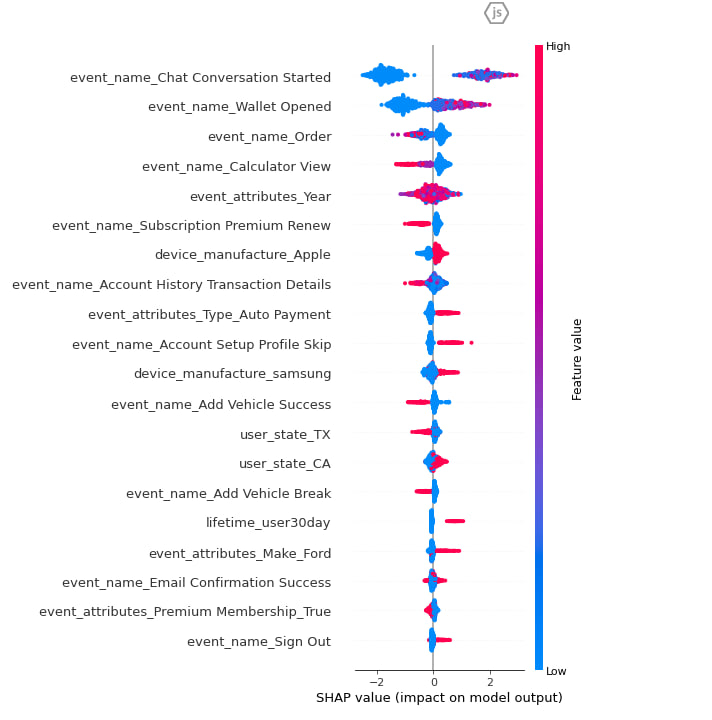 js
High
event_name_Chat Conversation Started
event_name_Wallet Opened
event_name_Order
event_name_Calculator View
event_attributes_Year
event_name_Subscription Premium Renew
device_manufacture_Apple
event_name_Account History Transaction Details
event_attributes_Type_Auto Payment
event_name_Account Setup Profile Skip
device_manufacture_samsung
event_name_Add Vehicle Success
user_state_TX
user_state_CA
event_name_Add Vehicle Break
lifetime_user30day
event_attributes_Make_Ford
event_name_Email Confirmation Success
event_attributes_Premium Membership_True
event_name_Sign Out
Feature value
Low
−2 0 2
SHAP value (impact on model output)